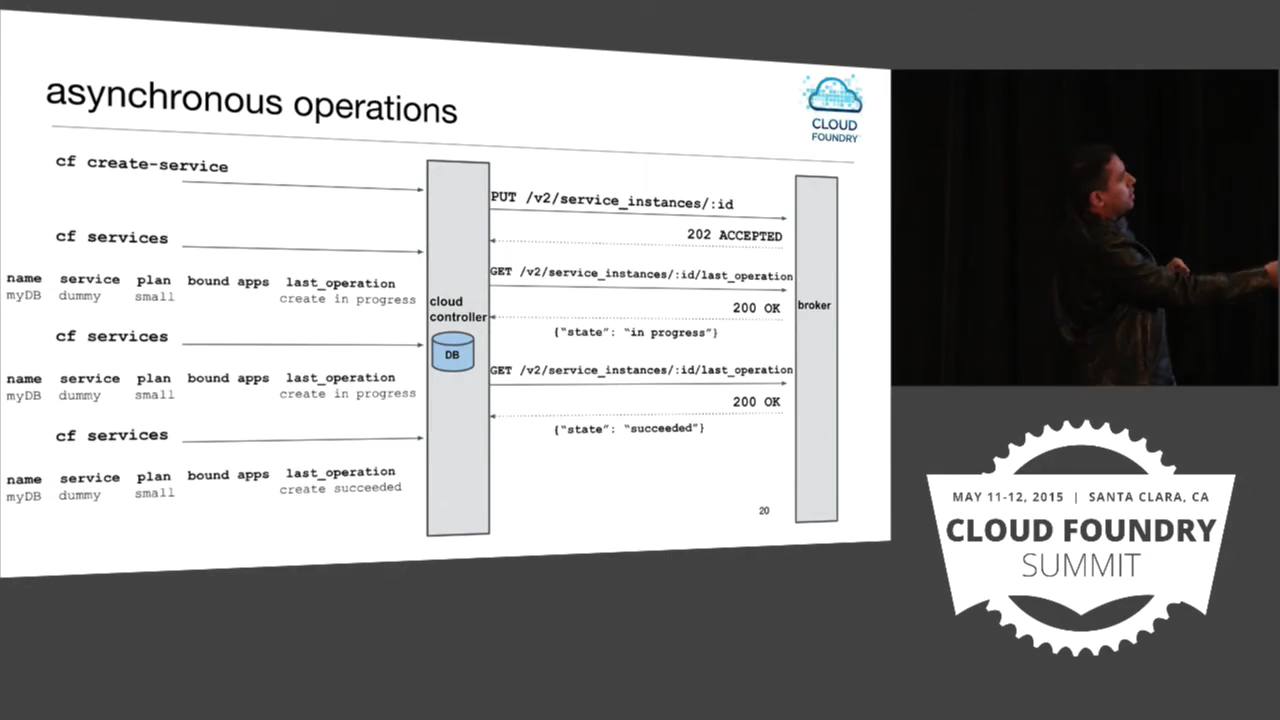 asynchronous operations
CLOUD
FOUNDRY
cf create-service
PUT /v2/service_instances/:id
202 ACCEPTED
cf services
GET /v2/service_instances/:id/last_operation
name service plan bound apps last_operation
myDB dummy small create in progress
200 OK
{"state": "in progress"}
cloud
controller
DB
broker
cf services
GET /v2/service_instances/:id/last_operation
name service plan bound apps last_operation
myDB dummy small create in progress
200 OK
{"state": "succeeded"}
cf services
name service plan bound apps last_operation
myDB dummy small create succeeded
20
MAY 11-12, 2015 | SANTA CLARA, CA
CLOUD FOUNDRY
SUMMIT